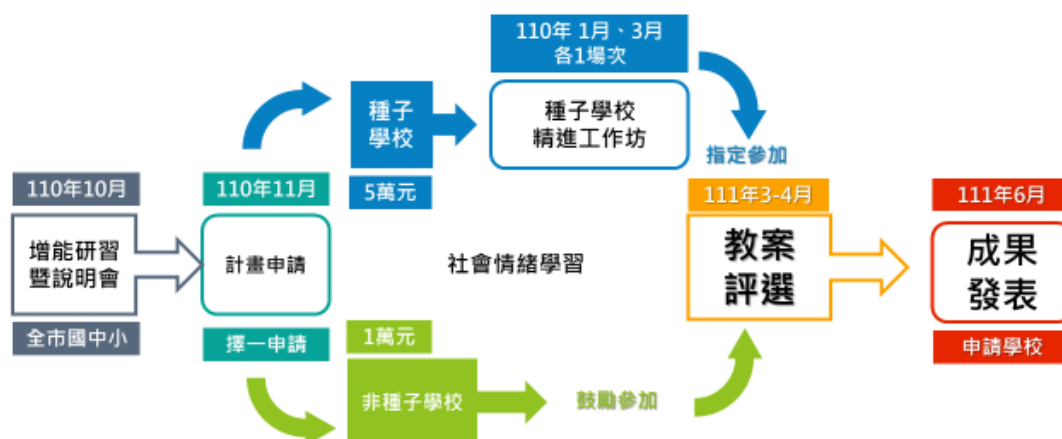 110年10月
增能研習
暨說明會
全市國中小
110年11月
計畫申請
擇一申請
種子
學校
5萬元
110年 1月、3月
各1場次
種子學校
精進工作坊
指定參加
社會情緒學習
1萬元
非種子學校
鼓勵參加
111年3-4月
教案
評選
111年6月
成果
發表
申請學校